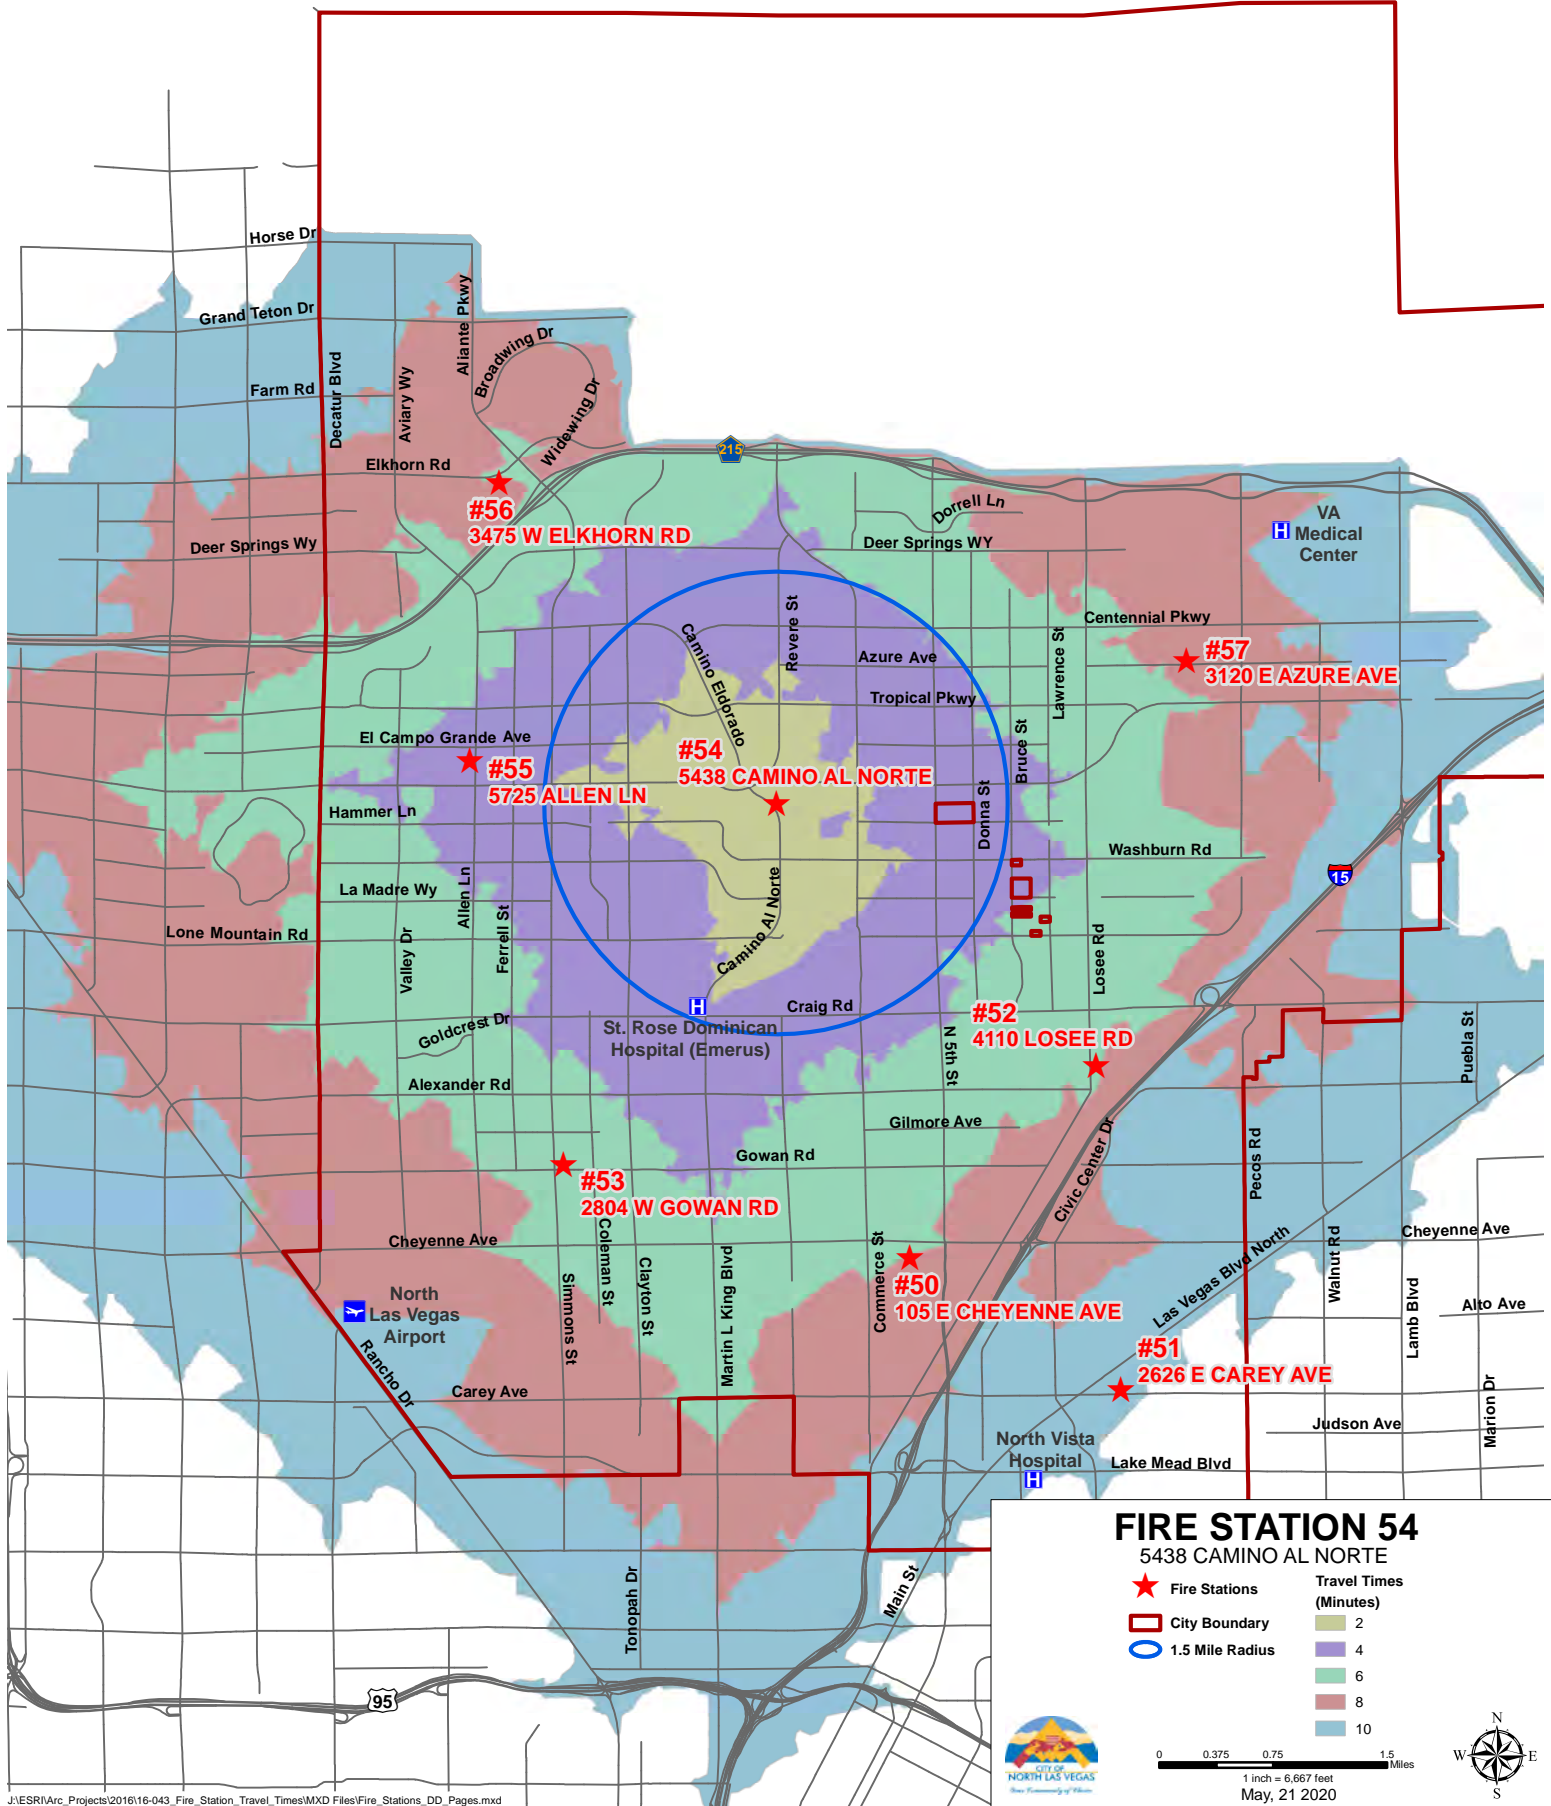 Horse Dr
Grand Teton Dr
Aliante Pkwy
Broadwing Dr
Decatur Blvd
Farm Rd
Aviary Wy
Widewing Dr
215
Elkhorn Rd
#56
3475 W ELKHORN RD
Dorrell Ln
VA
Medical
Center
H
Deer Springs Wy
Deer Springs WY
Revere St
Camino Eldorado
Centennial Pkwy
Lawrence St
Azure Ave
#57
3120 E AZURE AVE
Tropical Pkwy
El Campo Grande Ave
Bruce St
#54
5438 CAMINO AL NORTE
#55
5725 ALLEN LN
Hammer Ln
Donna St
Washburn Rd
15
La Madre Wy
Allen Ln
Camino Al Norte
Ferrell St
Lone Mountain Rd
Valley Dr
Losee Rd
H
Craig Rd
St. Rose Dominican
Hospital (Emerus)
Goldcrest Dr
#52
4110 LOSEE RD
N 5th St
Puebla St
Alexander Rd
Gilmore Ave
Gowan Rd
Civic Center Dr
Pecos Rd
#53
2804 W GOWAN RD
Cheyenne Ave
Coleman St
Clayton St
Simmons St
Martin L King Blvd
Commerce St
#50
105 E CHEYENNE AVE
Las Vegas Blvd North
Walnut Rd
Cheyenne Ave
Lamb Blvd
Alto Ave
North
Las Vegas
Airport
Rancho Dr
#51
2626 E CAREY AVE
Carey Ave
Marion Dr
Judson Ave
North Vista
Hospital
H
Lake Mead Blvd
Tonopah Dr
Main St
95
FIRE STATION 54
5438 CAMINO AL NORTE
Fire Stations
City Boundary
1.5 Mile Radius
Travel Times
(Minutes)
2
4
6
8
10
CITY OF
NORTH LAS VEGAS
Your Community of Choice
0 0.375 0.75 1.5
Miles
1 inch = 6,667 feet
May, 21 2020
N
W E
S
J:\ESRI\Arc_Projects\2016\16-043_Fire_Station_Travel_Times\MXD Files\Fire_Stations_DD_Pages.mxd